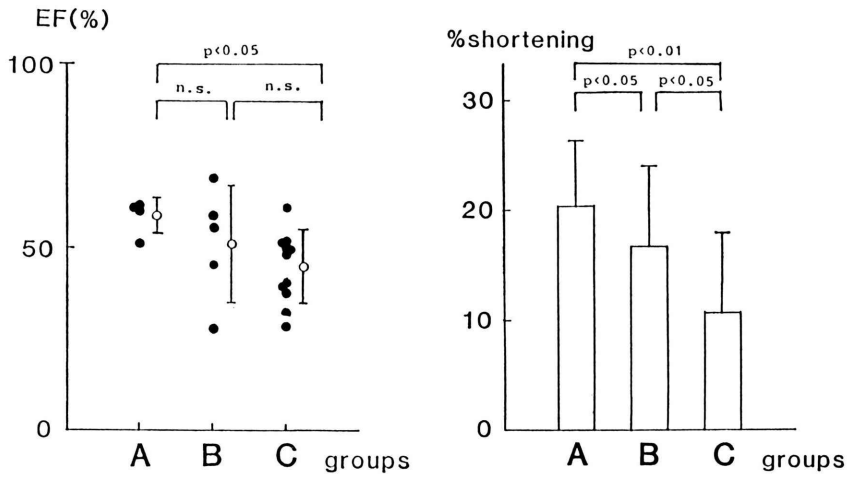 EF(%)
100
50
0
p<0.05
n.s.
n.s.
A B C groups
%shortening
30
20
10
0
p<0.01
p<0.05
p<0.05
A B C groups